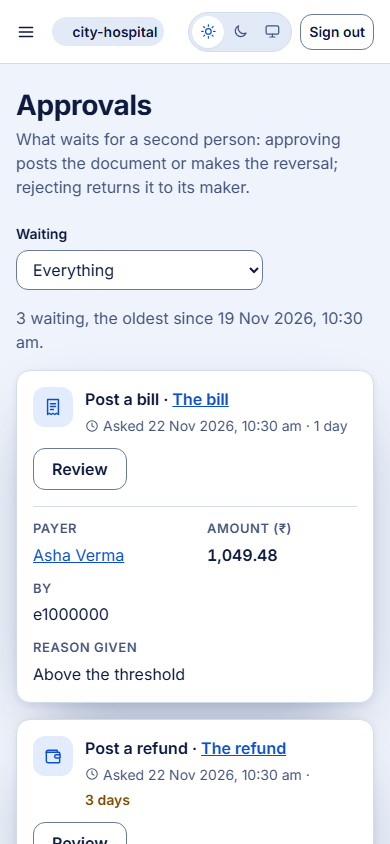 city-hospital
Sign out
Approvals
What waits for a second person: approving
posts the document or makes the reversal;
rejecting returns it to its maker.
Waiting
Everything
3 waiting, the oldest since 19 Nov 2026, 10:30
am.
Post a bill · The bill
Asked 22 Nov 2026, 10:30 am · 1 day
Review
PAYER
AMOUNT (₹)
Asha Verma
1,049.48
BY
e1000000
REASON GIVEN
Above the threshold
Post a refund · The refund
Asked 22 Nov 2026, 10:30 am ·
3 days
Review